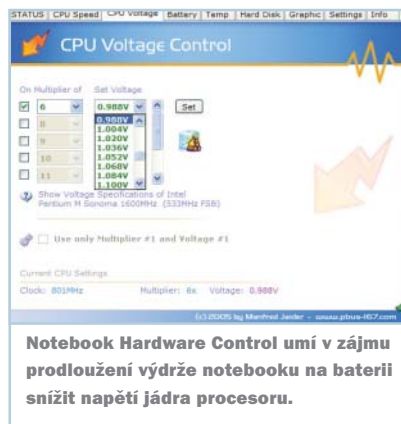 STATUS CPU Speed CPU Voltage Battery Temp Hard Disk Graphic Settings Info
CPU Voltage Control
On Multiplier of Set Voltage
6 0.988V Set
8 0.988V
1.004V
9 1.020V
1.036V
10 1.052V
1.068V
11 1.084V
1.100V
Show Voltage Specifications of Intel
Pentium M Sonoma 1600MHz (533MHz FSB)
Use only Multiplier #1 and Voltage #1
Current CPU Settings
Clock: 801MHz Multiplier: 6x Voltage: 0.988V
(c) 2005 by Manfred Jaider - www.pbus-167.com
Notebook Hardware Control umí v zájmu
prodloužení výdrže notebooku na baterii
snížit napětí jádra procesoru.